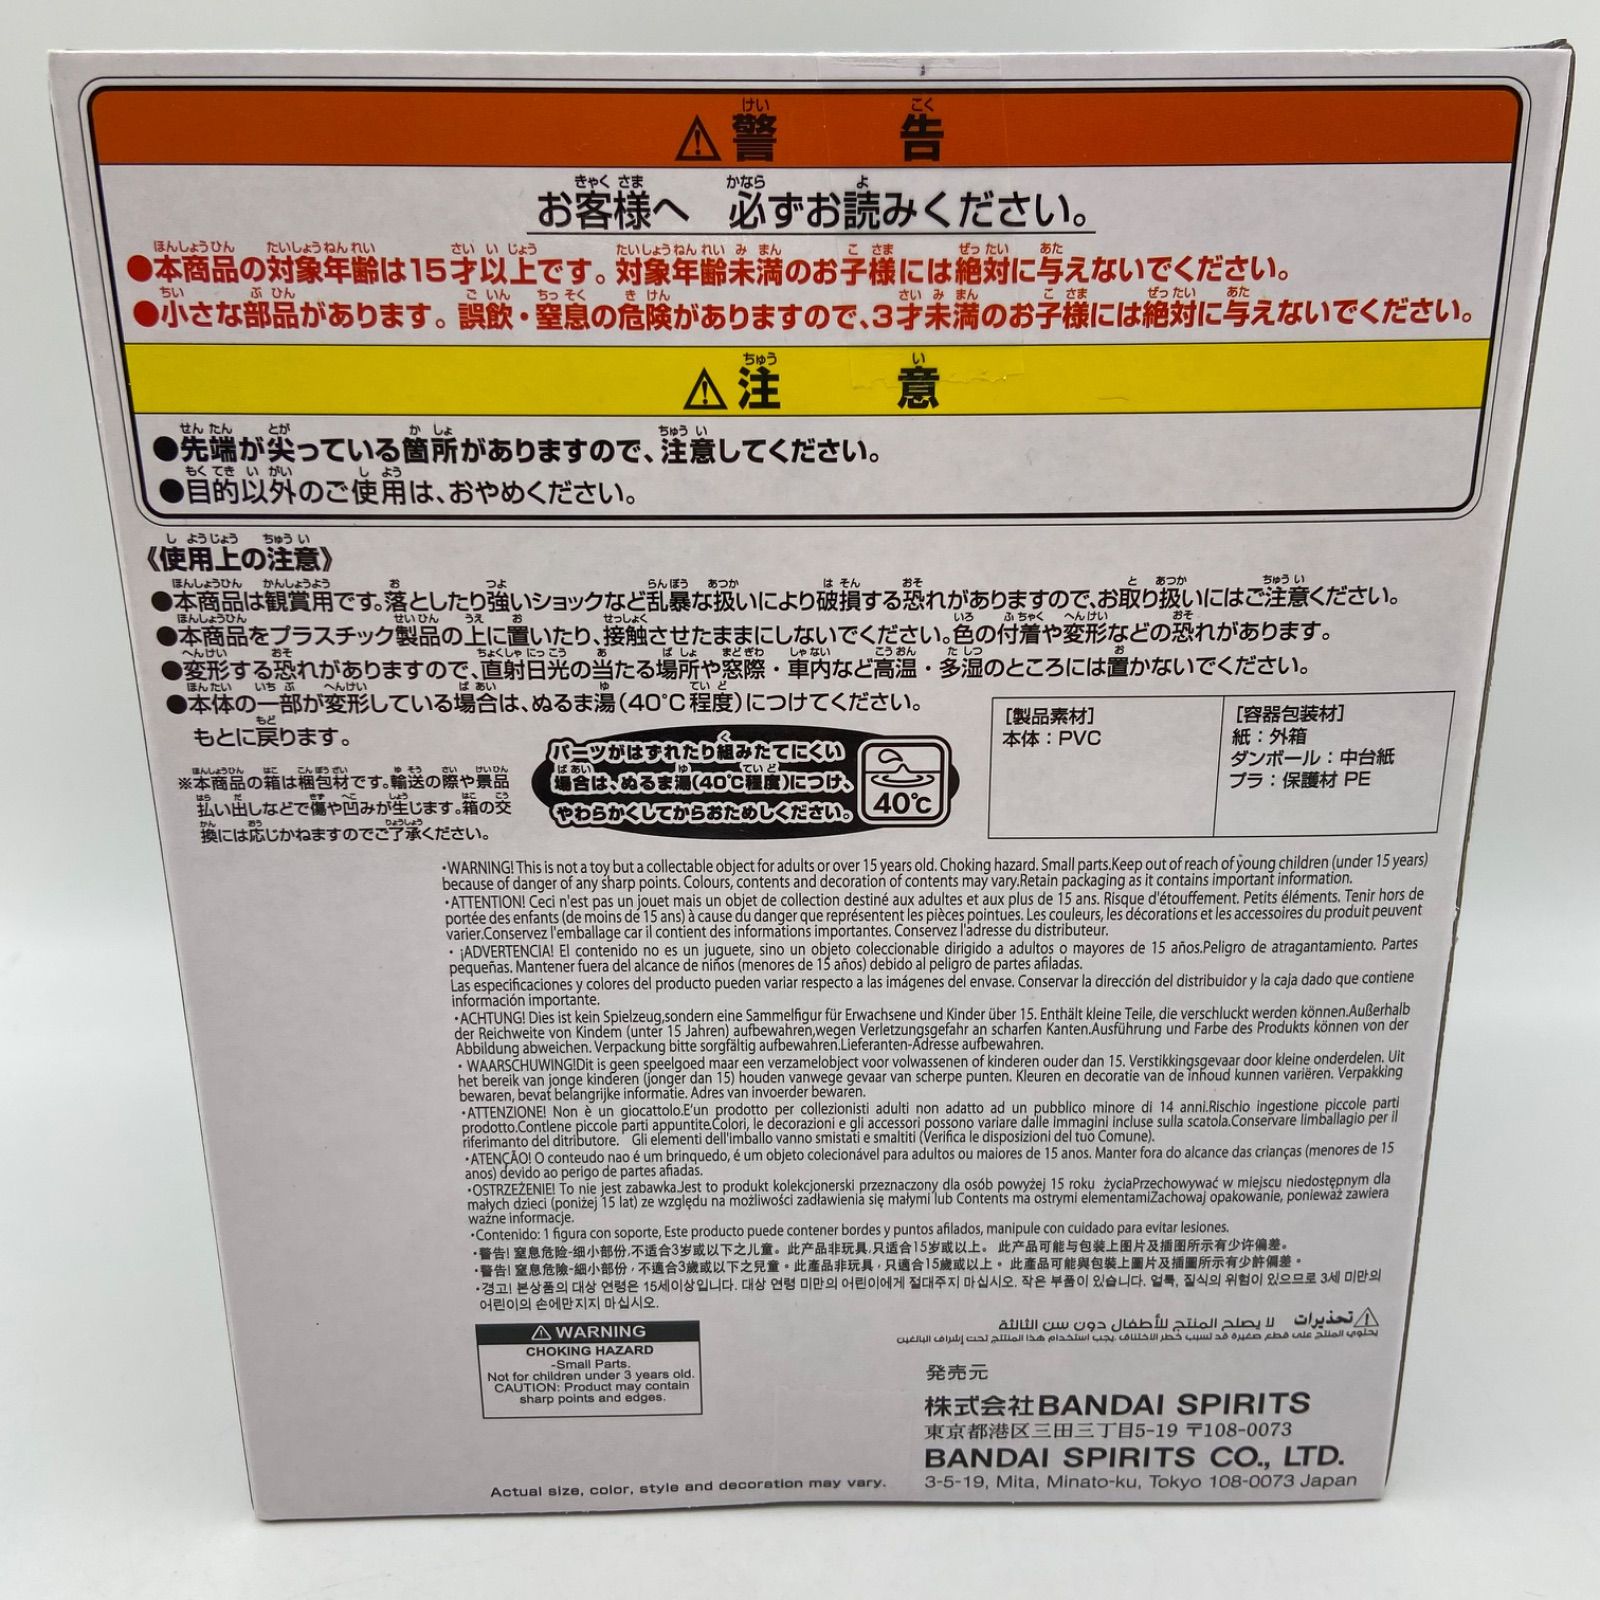 ⚠警告
お客様へ 必ずお読みください。
●本商品の対象年齢は15才以上です。対象年齢未満のお子様には絶対に与えないでください。
●小さな部品があります。誤飲・窒息の危険がありますので、3才未満のお子様には絶対に与えないでください。
⚠注意
●先端が尖っている箇所がありますので、注意してください。
●目的以外のご使用は、おやめください。
《使用上の注意》
●本商品は観賞用です。落としたり強いショックなど乱暴な扱いにより破損する恐れがありますので、お取り扱いにはご注意ください。
●本商品をプラスチック製品の上に置いたり、接触させたままにしないでください。色の付着や変形などの恐れがあります。
●変形する恐れがありますので、直射日光の当たる場所や窓際・車内など高温・多湿のところには置かないでください。
●本体の一部が変形している場合は、ぬるま湯(40℃程度)につけてください。
もとに戻ります。
※本商品の箱は梱包材です。輸送の際や景品
払い出しなどで傷や凹みが生じます。箱の交
換には応じかねますのでご了承ください。
パーツがはずれたり組みたてにくい
場合は、ぬるま湯(40℃程度)につけ、
やわらかくしてからおためしください。
40℃
[製品素材]
本体：PVC
[容器包装材]
紙：外箱
ダンボール：中台紙
プラ：保護材 PE
・WARNING! This is not a toy but a collectable object for adults or over 15 years old. Choking hazard. Small parts.Keep out of reach of young children (under 15 years)
because of danger of any sharp points. Colours, contents and decoration of contents may vary.Retain packaging as it contains important information.
・ATTENTION! Ceci n'est pas un jouet mais un objet de collection destiné aux adultes et aux plus de 15 ans. Risque d'étouffement. Petits éléments. Tenir hors de
portée des enfants (de moins de 15 ans) à cause du danger que représentent les pièces pointues. Les couleurs, les décorations et les accessoires du produit peuvent
varier.Conservez l'emballage car il contient des informations importantes. Conservez l'adresse du distributeur.
・¡ADVERTENCIA! El contenido no es un juguete, sino un objeto coleccionable dirigido a adultos o mayores de 15 años.Peligro de atragantamiento. Partes
pequeñas. Mantener fuera del alcance de niños (menores de 15 años) debido al peligro de partes afiladas.
Las especificaciones y colores del producto pueden variar respecto a las imágenes del envase. Conservar la dirección del distribuidor y la caja dado que contiene
información importante.
・ACHTUNG! Dies ist kein Spielzeug,sondern eine Sammelfigur für Erwachsene und Kinder über 15. Enthält kleine Teile, die verschluckt werden können.Außerhalb
der Reichweite von Kindem (unter 15 Jahren) aufbewahren,wegen Verletzungsgefahr an scharfen Kanten.Ausführung und Farbe des Produkts können von der
Abbildung abweichen. Verpackung bitte sorgfältig aufbewahren.Lieferanten-Adresse aufbewahren.
・WAARSCHUWING!Dit is geen speelgoed maar een verzamelobject voor volwassenen of kinderen ouder dan 15. Verstikkingsgevaar door kleine onderdelen. Uit
het bereik van jonge kinderen (jonger dan 15) houden vanwege gevaar van scherpe punten. Kleuren en decoratie van de inhoud kunnen variëren. Verpakking
bewaren, bevat belangrijke informatie. Adres van invoerder bewaren.
・ATTENZIONE! Non è un giocattolo.E'un prodotto per collezionisti adulti non adatto ad un pubblico minore di 14 anni.Rischio ingestione piccole parti
prodotto.Contlene piccole parti appuntite.Colori, le decorazioni e gli accessori possono variare dalle Immagini incluse sulla scatola.Conservare limballagio per il
riferimanto del ditributore. Gli elementi dell'imballo vanno smistati e smaltiti (Verifica le disposizioni del tuo Comune).
・ATENÇÃO! O conteudo nao é um brinquedo, é um objeto colecionável para adultos ou maiores de 15 anos. Manter fora do alcance das crianças (menores de 15
anos) devido ao perigo de partes afiadas.
・OSTRZEŻENIE! To nie jest zabawka.Jest to produkt kolekcjonerski przeznaczony dla osób powyżej 15 roku życiaPrzechowywać w miejscu niedostępnym dla
małych dzieci (poniżej 15 lat) ze względu na możliwości zadławienia się małymi lub Contents ma ostrymi elementamiZachowaj opakowanie, ponieważ zawiera
ważne informacje.
・Contenido: 1 figura con soporte, Este producto puede contener bordes y puntos afilados, manipule con cuidado para evitar lesiones.
・警告! 窒息危险-细小部份,不适合3岁或以下之儿童。此产品非玩具,只适合15岁或以上。 此产品可能与包装上图片及插图所示有少许偏差。
・警告! 窒息危險-細小部份，不適合3歲或以下之兒童。此產品非玩具，只適合15歲或以上。 此產品可能與包裝上圖片及插圖所示有少許偏差。
・경고! 본상품의 대상 연령은 15세이상입니다. 대상 연령 미만의 어린이에게 절대주지 마십시오. 작은 부품이 있습니다. 얼룩, 질식의 위험이 있으므로 3세 미만의
어린이의 손에만지지 마십시오.
⚠تحذيرات لا يصلح المنتج للأطفال دون سن الثالثة
يحتوي المنتج على قطع صغيرة قد تسبب خطر الاختناق. يجب استخدام هذا المنتج تحت إشراف البالغين
⚠ WARNING
CHOKING HAZARD
-Small Parts.
Not for children under 3 years old.
CAUTION: Product may contain
sharp points and edges.
発売元
株式会社BANDAI SPIRITS
東京都港区三田三丁目5-19 〒108-0073
BANDAI SPIRITS CO., LTD.
3-5-19, Mita, Minato-ku, Tokyo 108-0073 Japan
Actual size, color, style and decoration may vary.